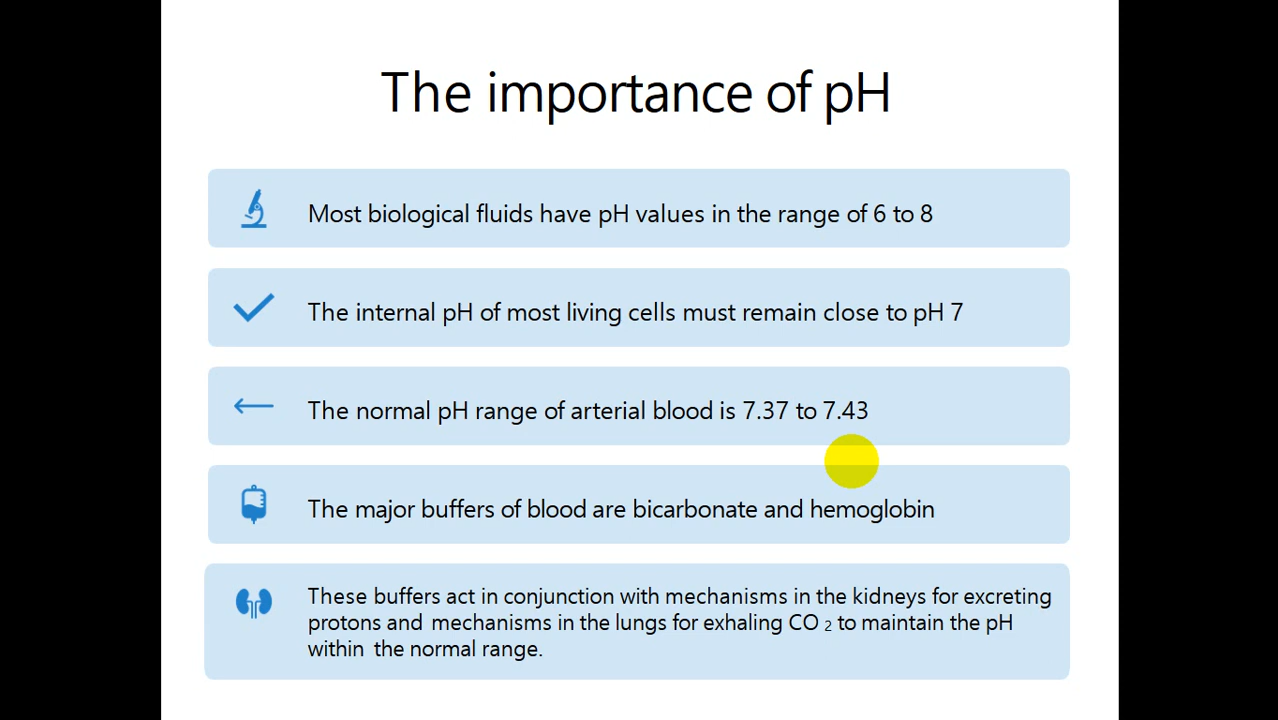 The importance of pH
Most biological fluids have pH values in the range of 6 to 8
The internal pH of most living cells must remain close to pH 7
The normal pH range of arterial blood is 7.37 to 7.43
The major buffers of blood are bicarbonate and hemoglobin
These buffers act in conjunction with mechanisms in the kidneys for excreting
protons and mechanisms in the lungs for exhaling CO 2 to maintain the pH
within the normal range.